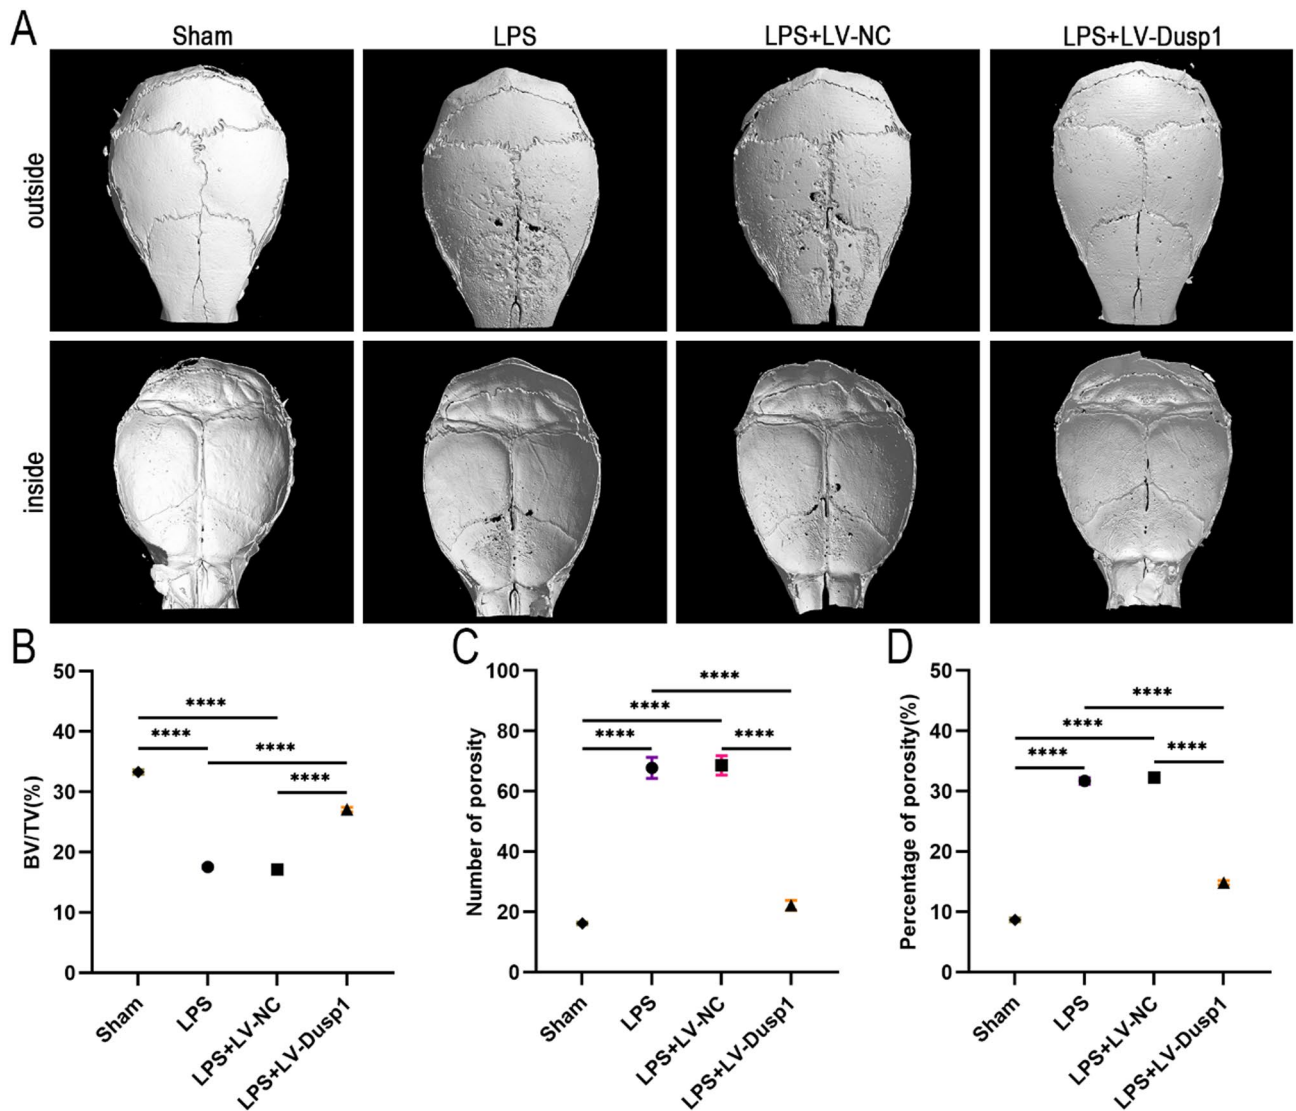 A
Sham
LPS
LPS+LV-NC
LPS+LV-Dusp1
outside
inside
B
BV/TV(%)
50
40
30
20
10
0
****
****
****
****
Sham
LPS
LPS+LV-NC
LPS+LV-Dusp1
C
Number of porosity
100
80
60
40
20
0
****
****
****
****
Sham
LPS
LPS+LV-NC
LPS+LV-Dusp1
D
Percentage of porosity(%)
50
40
30
20
10
0
****
****
****
****
Sham
LPS
LPS+LV-NC
LPS+LV-Dusp1